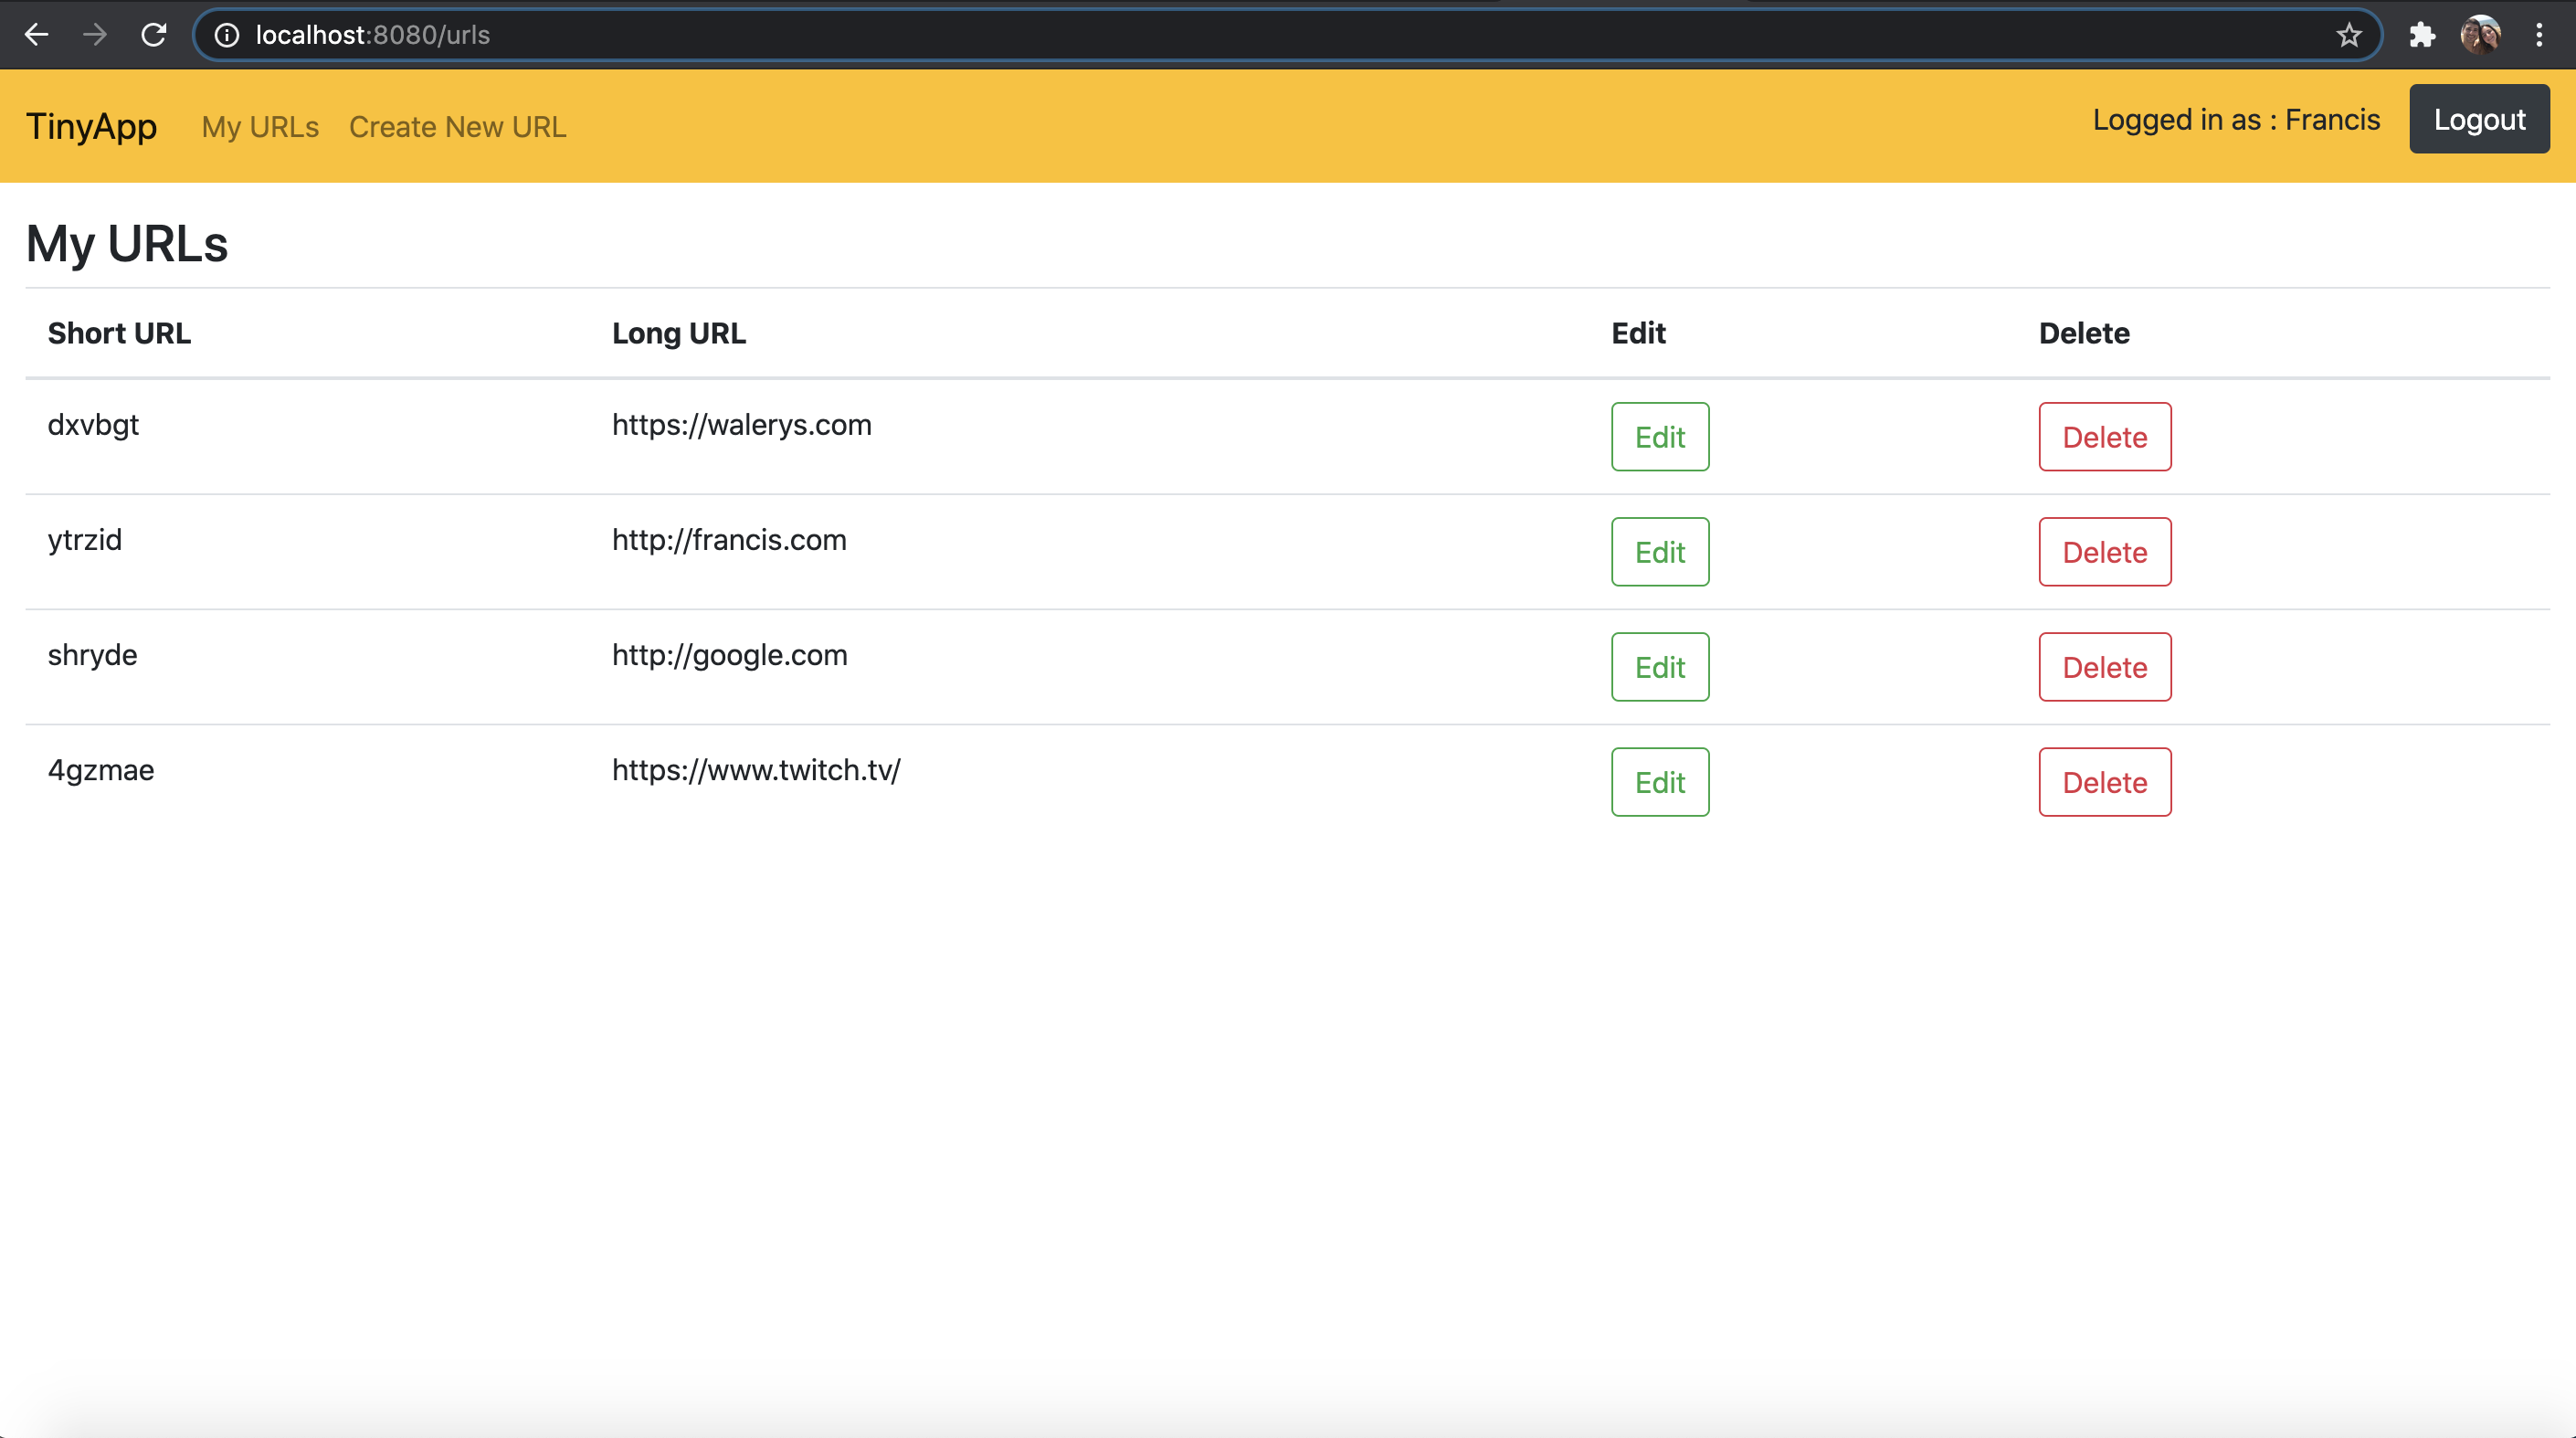 localhost:8080/urls
TinyApp My URLs Create New URL Logged in as : Francis Logout
My URLs
Short URL Long URL Edit Delete
dxvbgt https://walerys.com Edit Delete
ytrzid http://francis.com Edit Delete
shryde http://google.com Edit Delete
4gzmae https://www.twitch.tv/ Edit Delete